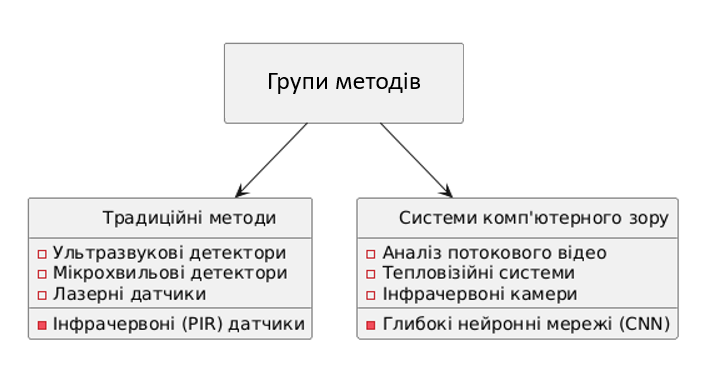 Групи методів
Традиційні методи
Ультразвукові детектори
Мікрохвильові детектори
Лазерні датчики
Інфрачервоні (PIR) датчики
Системи комп'ютерного зору
Аналіз потокового відео
Тепловізійні системи
Інфрачервоні камери
Глибокі нейронні мережі (CNN)